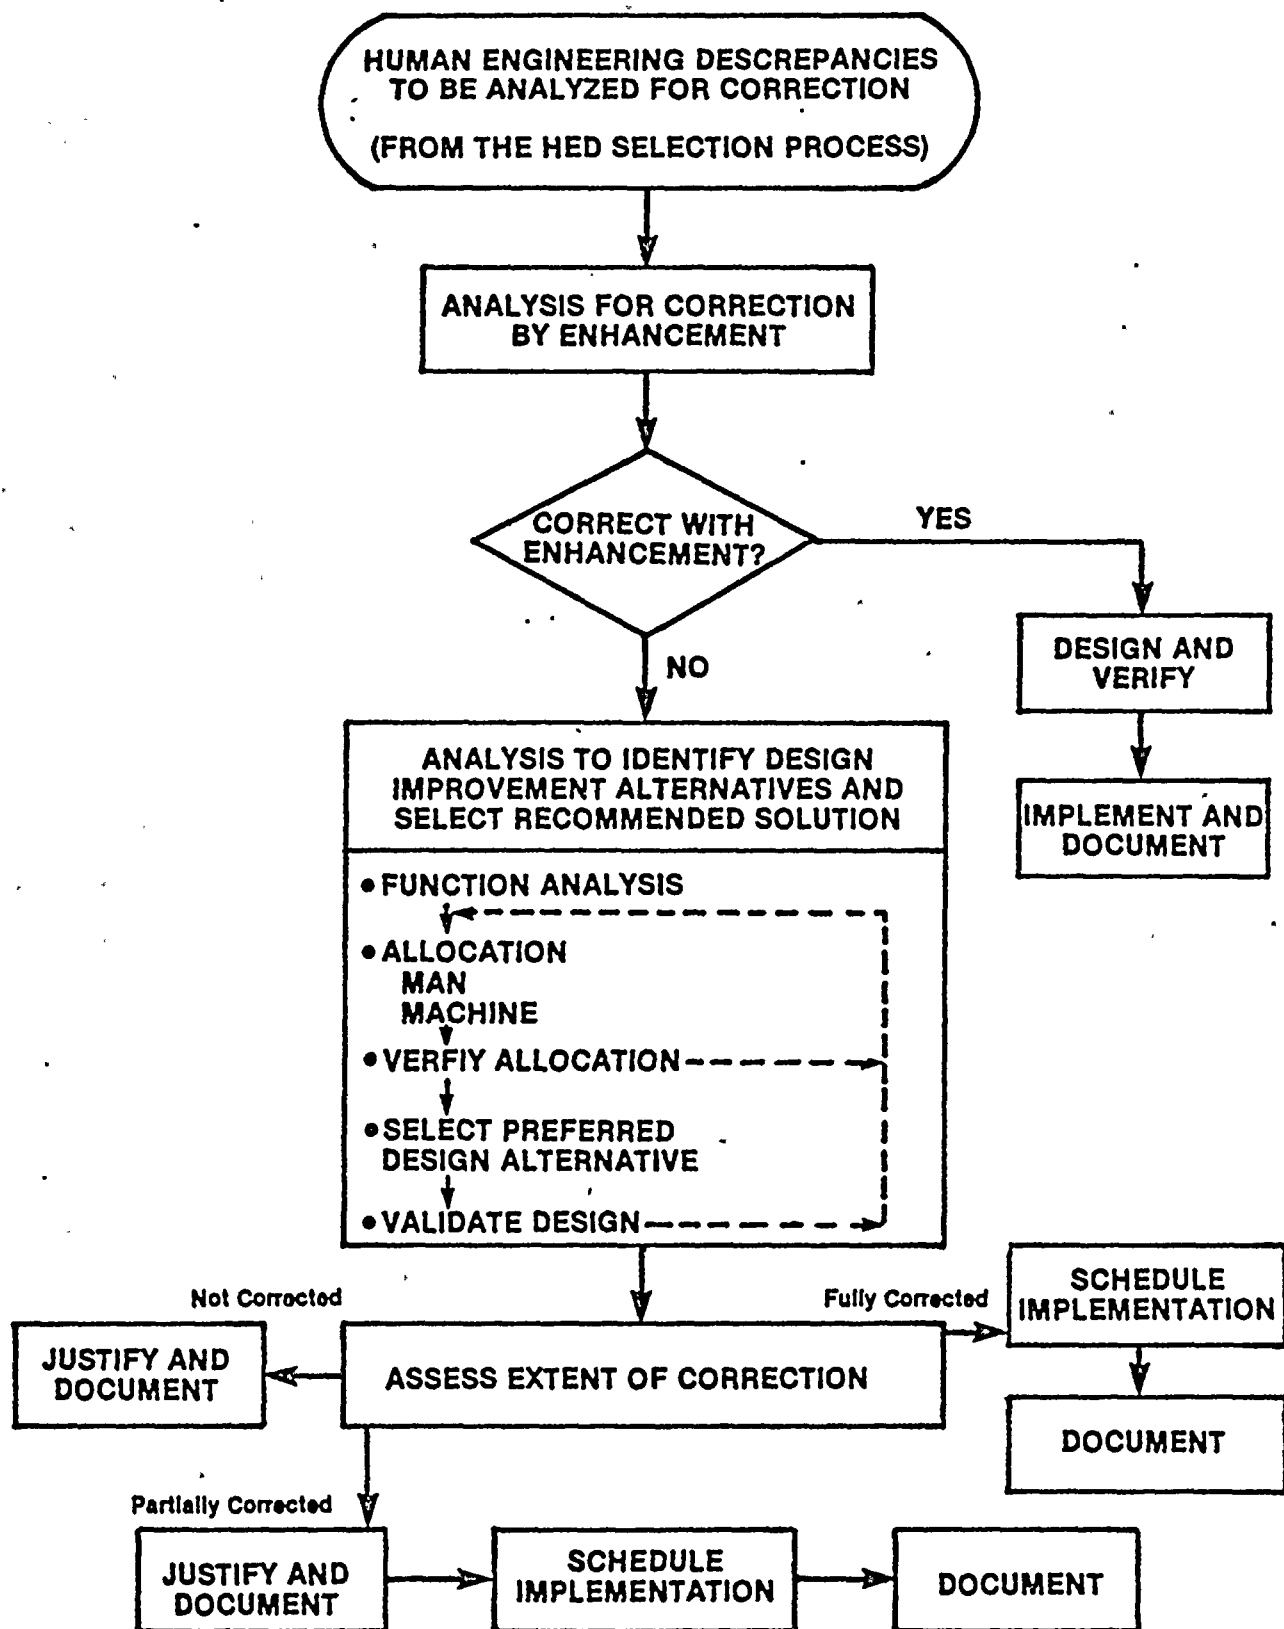 HUMAN ENGINEERING DESCREPANCIES
TO BE ANALYZED FOR CORRECTION
(FROM THE HED SELECTION PROCESS)
ANALYSIS FOR CORRECTION
BY ENHANCEMENT
CORRECT WITH
ENHANCEMENT?
YES
DESIGN AND
VERIFY
IMPLEMENT AND
DOCUMENT
NO
ANALYSIS TO IDENTIFY DESIGN
IMPROVEMENT ALTERNATIVES AND
SELECT RECOMMENDED SOLUTION
• FUNCTION ANALYSIS
• ALLOCATION
MAN
MACHINE
• VERFIY ALLOCATION
• SELECT PREFERRED
DESIGN ALTERNATIVE
• VALIDATE DESIGN
Not Corrected
Fully Corrected
SCHEDULE
IMPLEMENTATION
JUSTIFY AND
DOCUMENT
ASSESS EXTENT OF CORRECTION
DOCUMENT
Partially Corrected
JUSTIFY AND
DOCUMENT
SCHEDULE
IMPLEMENTATION
DOCUMENT